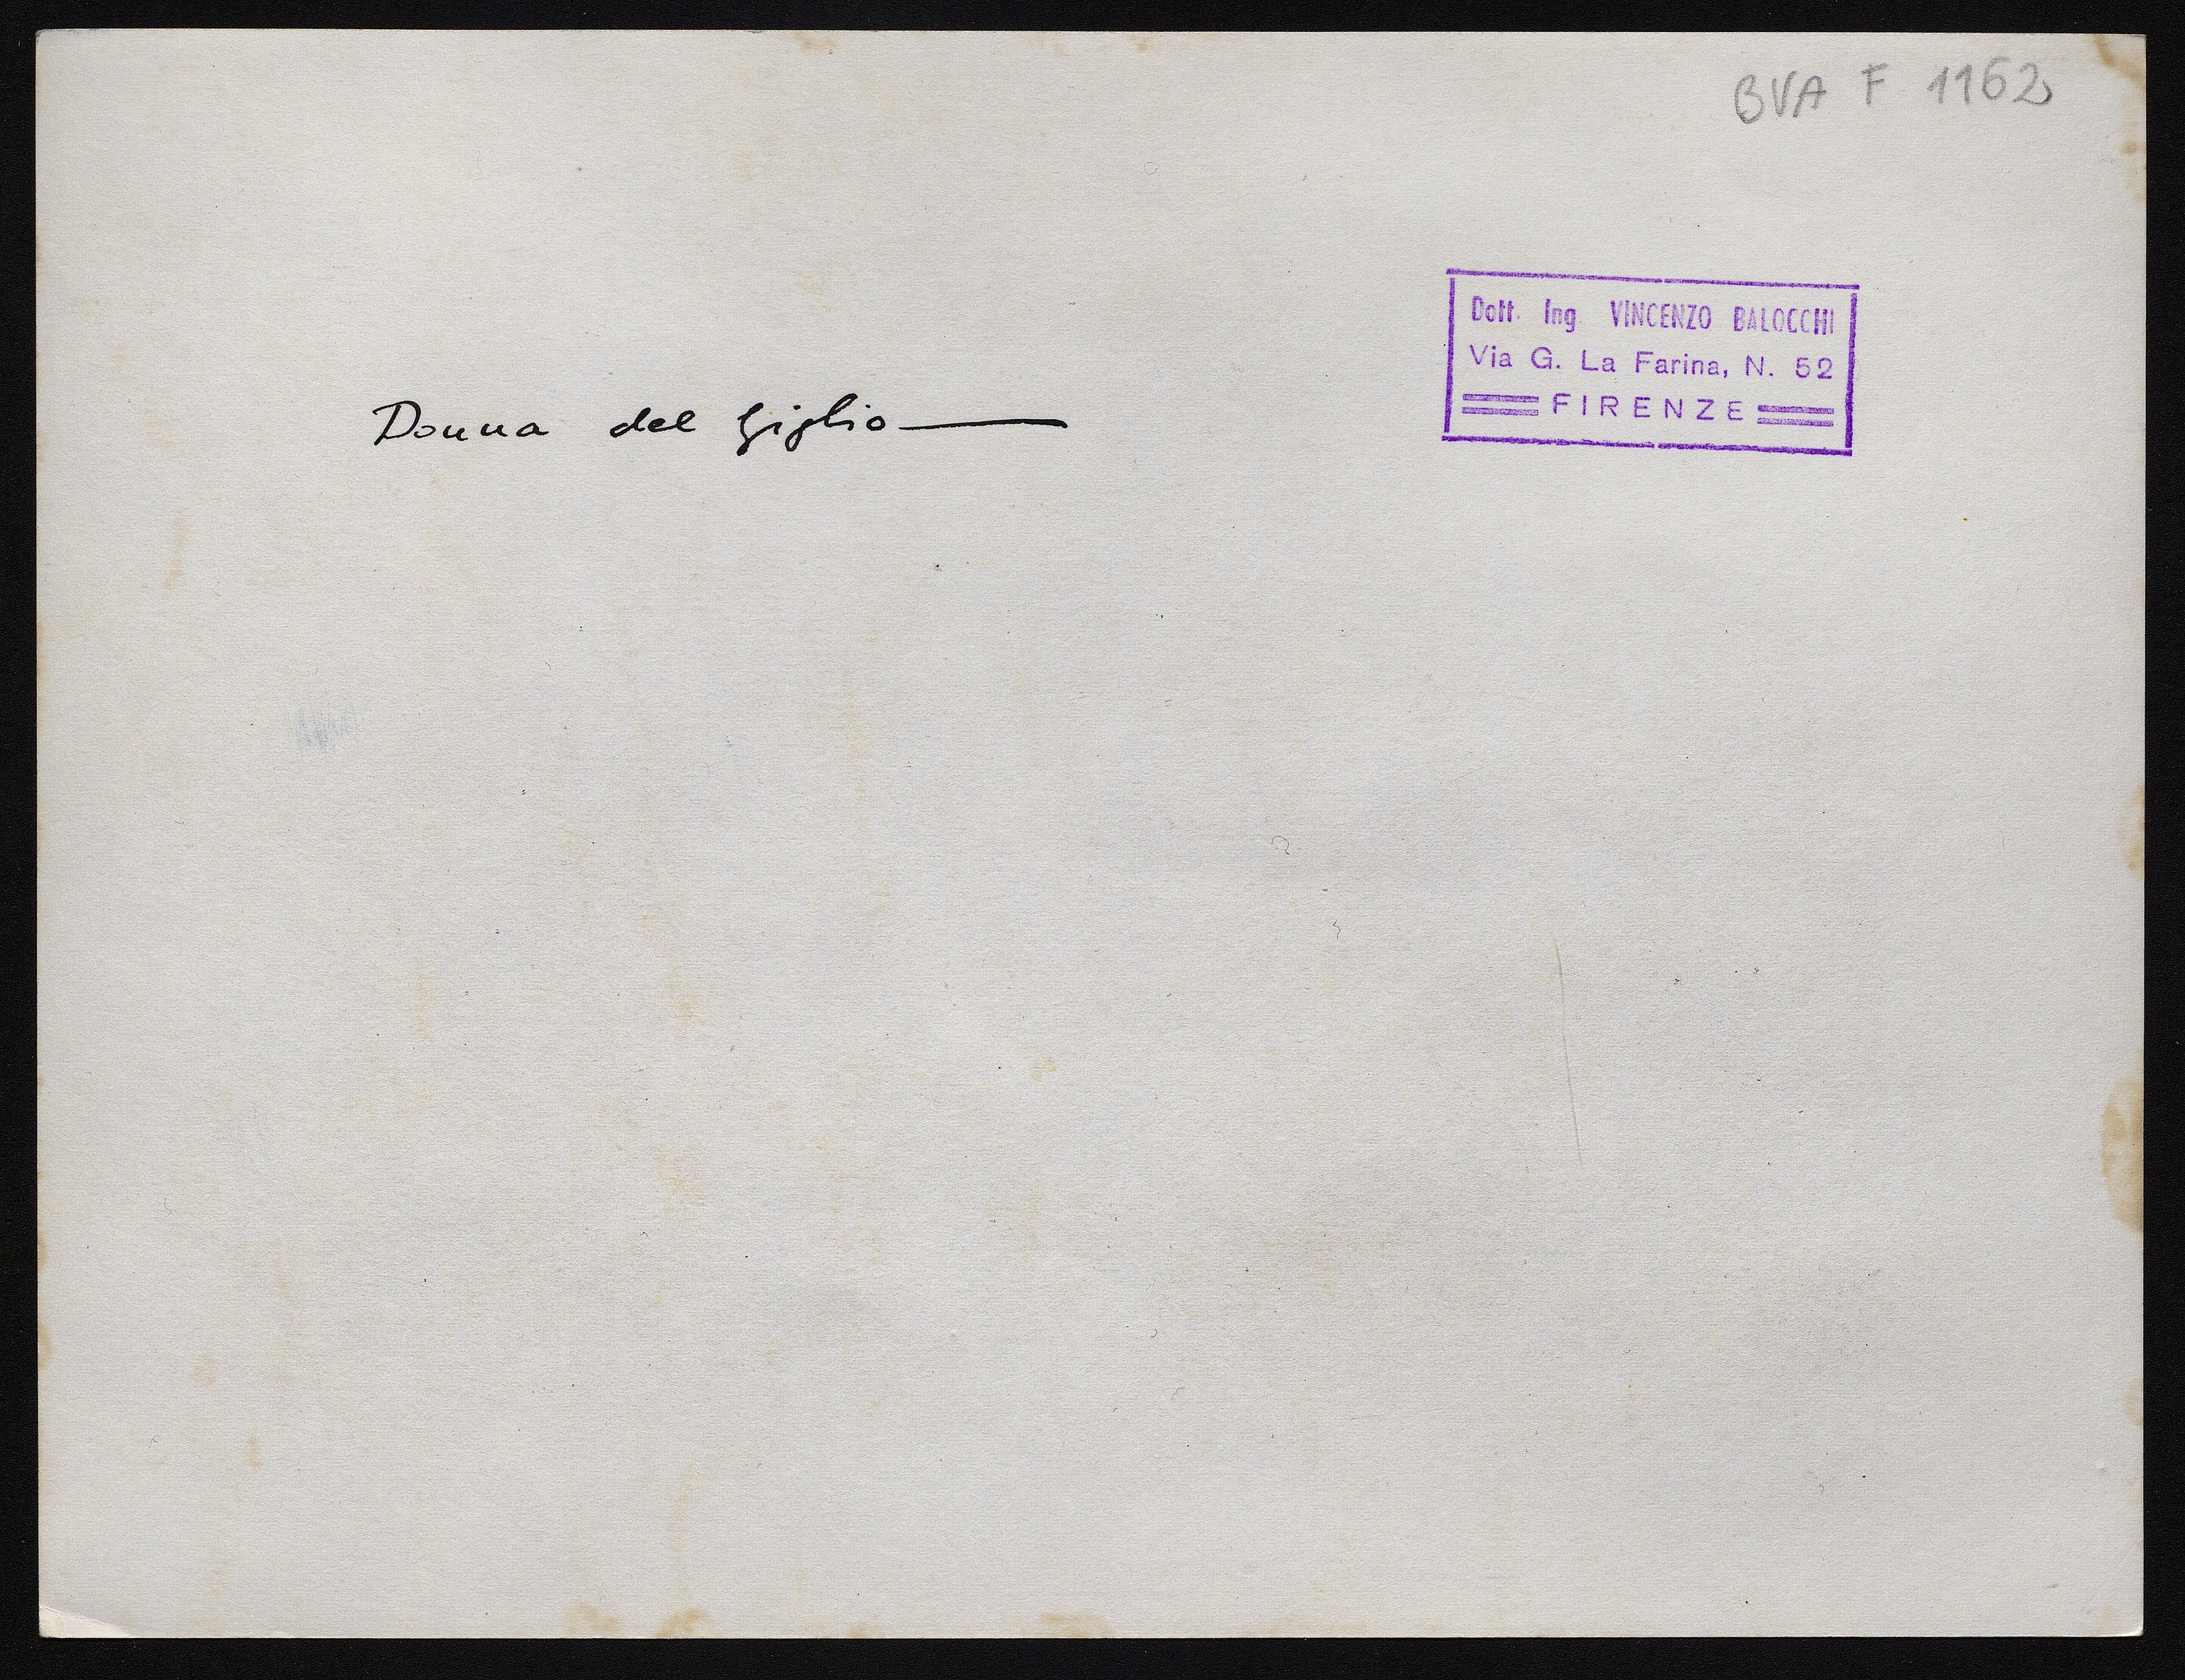 BVA F 1162
Dott. Ing. VINCENZO BALOCCHI
Via G. La Farina, N. 52
FIRENZE
Donna del Giglio